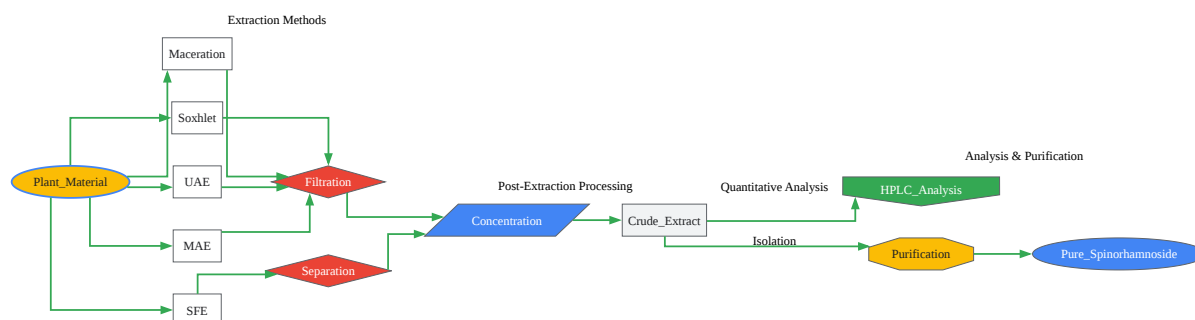 Extraction Methods
Maceration
Soxhlet
Plant_Material
UAE
Filtration
MAE
Separation
SFE
Post-Extraction Processing
Concentration
Crude_Extract
Quantitative Analysis
Isolation
Analysis & Purification
HPLC_Analysis
Purification
Pure_Spinorhamnoside